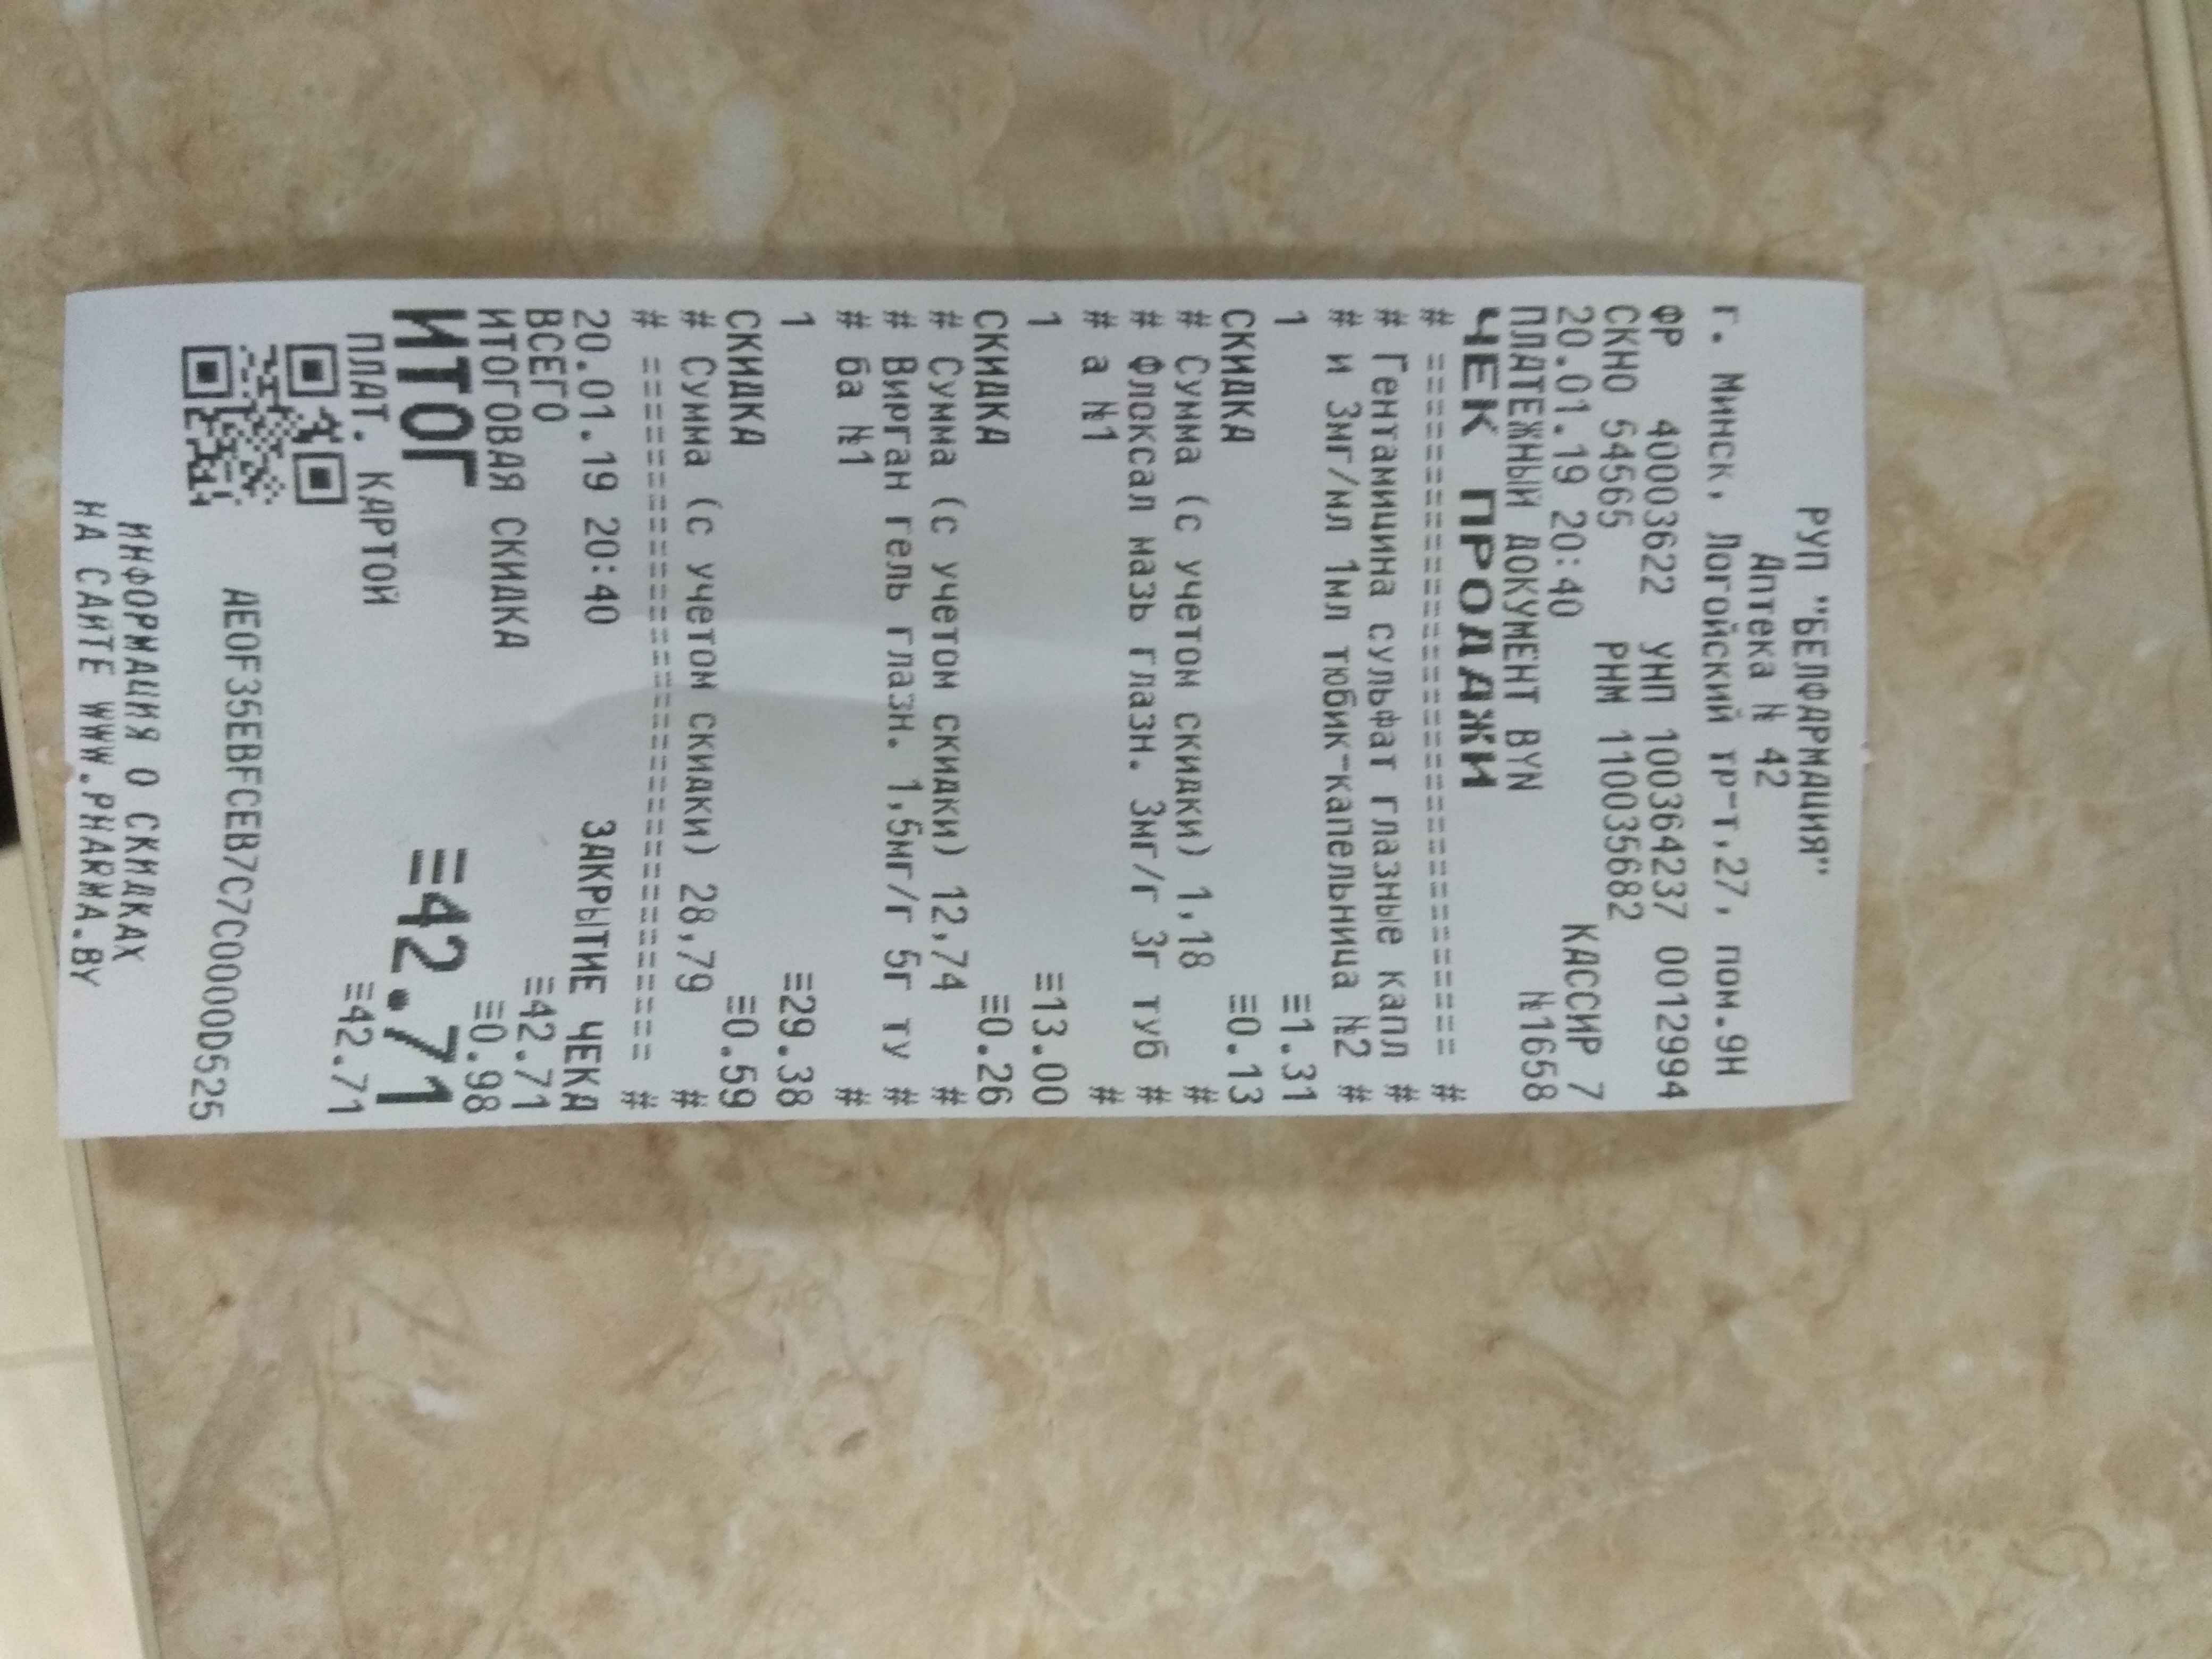 РУП "БЕЛФАРМАЦИЯ"
Аптека N 42
г. Минск, Логойский тр-т,27, пом.9Н
ФР 40003622 УНП 100364237 00129944
СКНО 54565 РНМ 110035682
20.01.19 20:40 КАССИР 7
ПЛАТЕЖНЫЙ ДОКУМЕНТ BYN №1658
ЧЕК ПРОДАЖИ
# ================================ #
# Гентамицина сульфат глазные капл #
# и 3мг/мл 1мл тюбик-капельница №2 #
1 ≡1.31
СКИДКА ≡0.13
# Сумма (с учетом скидки) 1,18 #
# Флоксал мазь глазн. 3мг/г 3г туб #
# а №1 #
1 ≡13.00
СКИДКА ≡0.26
# Сумма (с учетом скидки) 12,74 #
# Вирган гель глазн. 1,5мг/г 5г ту #
# ба №1 #
1 ≡29.38
СКИДКА ≡0.59
# Сумма (с учетом скидки) 28,79 #
# ================================ #
20.01.19 20:40 ЗАКРЫТИЕ ЧЕКА
ВСЕГО ≡42.71
ИТОГОВАЯ СКИДКА ≡0.98
ИТОГ ≡42.71
ПЛАТ. КАРТОЙ ≡42.71
AE0F35EBFCEB7C7C0000D525
ИНФОРМАЦИЯ О СКИДКАХ
НА САЙТЕ WWW.PHARMA.BY